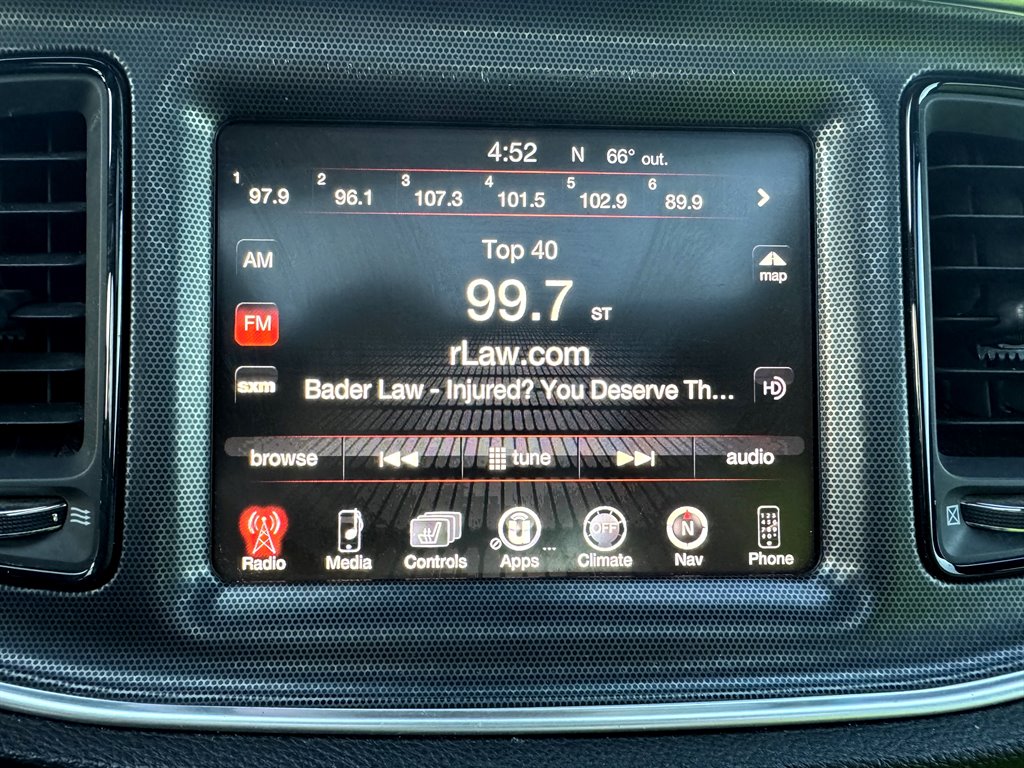 4:52 N 66° out.
1 97.9 2 96.1 3 107.3 4 101.5 5 102.9 6 89.9
AM
Top 40
map
99.7 ST
FM
rLaw.com
sxm
Bader Law - Injured? You Deserve Th...
HD
browse tune audio
OFF N
Radio Media Controls Apps ... Climate Nav Phone